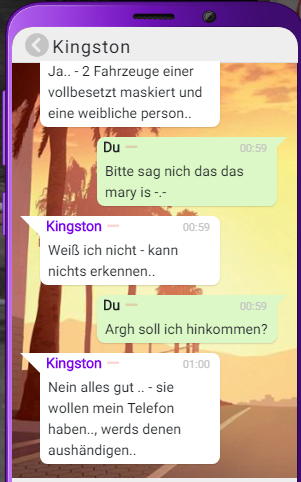 Kingston
Ja.. - 2 Fahrzeuge einer
vollbesetzt maskiert und
eine weibliche person..
Du
00:59
Bitte sag nich das das
mary is -.-
Kingston
00:59
Weiß ich nicht - kann
nichts erkennen..
Du
00:59
Argh soll ich hinkommen?
Kingston
01:00
Nein alles gut .. - sie
wollen mein Telefon
haben.., werds denen
aushändigen..